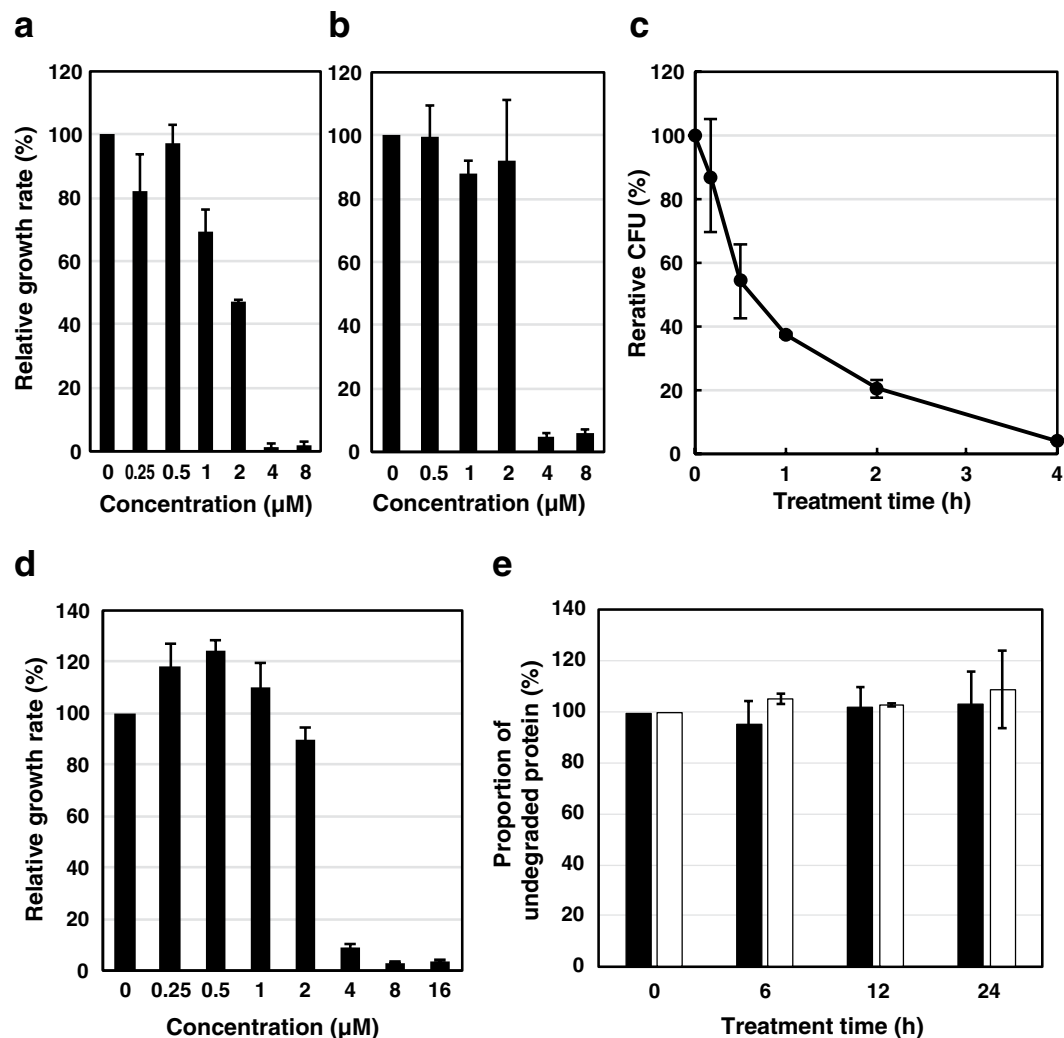 a
120
100
80
60
40
20
0
Relative growth rate (%)
0 0.25 0.5 1 2 4 8
Concentration (µM)
b
120
100
80
60
40
20
0
0 0.5 1 2 4 8
Concentration (µM)
c
120
100
80
60
40
20
0
Rerative CFU (%)
0 1 2 3 4
Treatment time (h)
d
140
120
100
80
60
40
20
0
Relative growth rate (%)
0 0.25 0.5 1 2 4 8 16
Concentration (µM)
e
140
120
100
80
60
40
20
0
Proportion of
undegraded protein (%)
0 6 12 24
Treatment time (h)